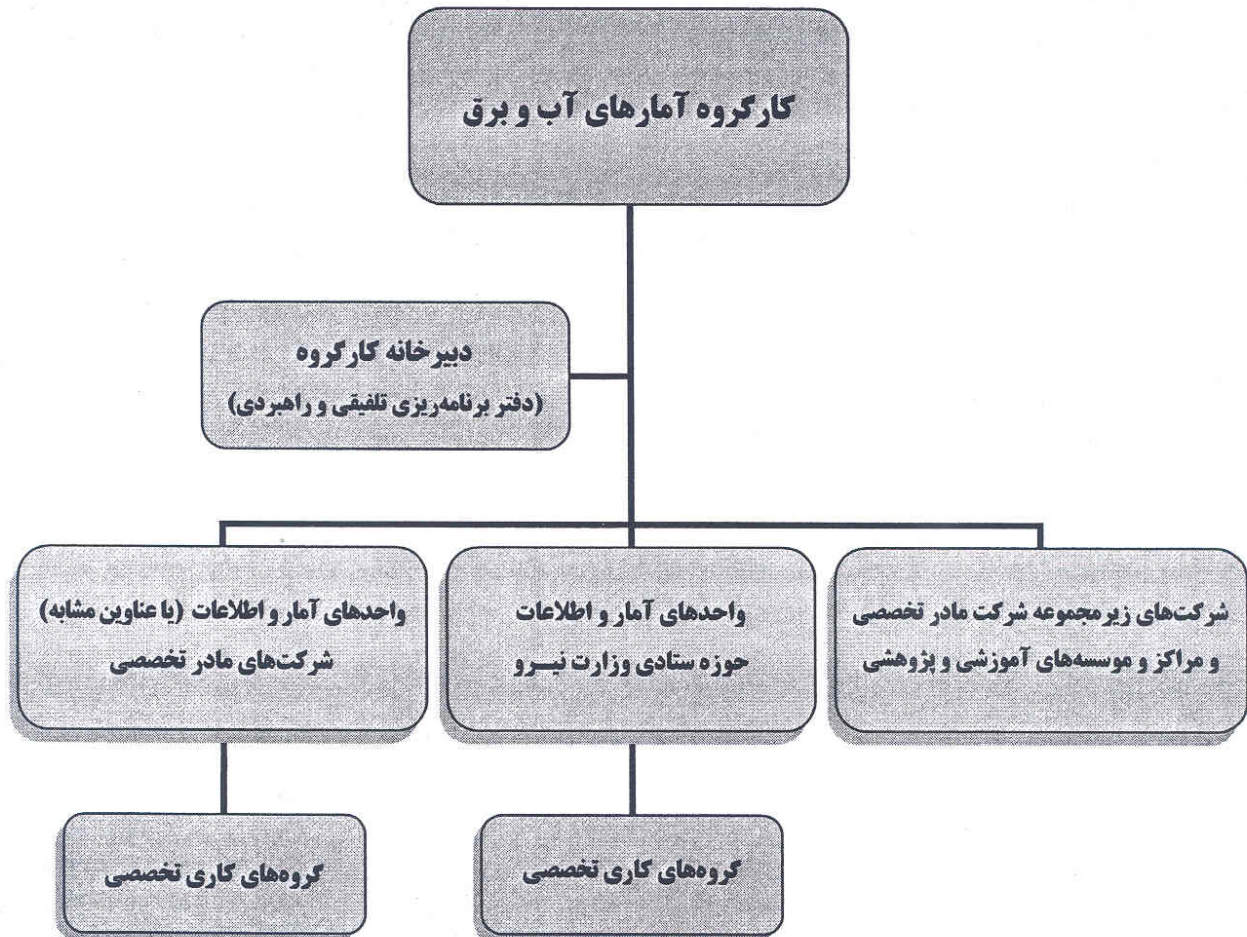 کارگروه آمارهای آب و برق
دبیرخانه کارگروه
(دفتر برنامه‌ریزی تلفیقی و راهبردی)
شرکت‌های زیرمجموعه شرکت مادر تخصصی
و مراکز و موسسه‌های آموزشی و پژوهشی
واحدهای آمار و اطلاعات
حوزه ستادی وزارت نیــرو
واحدهای آمار و اطلاعات (یا عناوین مشابه)
شرکت‌های مادر تخصصی
گروه‌های کاری تخصصی
گروه‌های کاری تخصصی